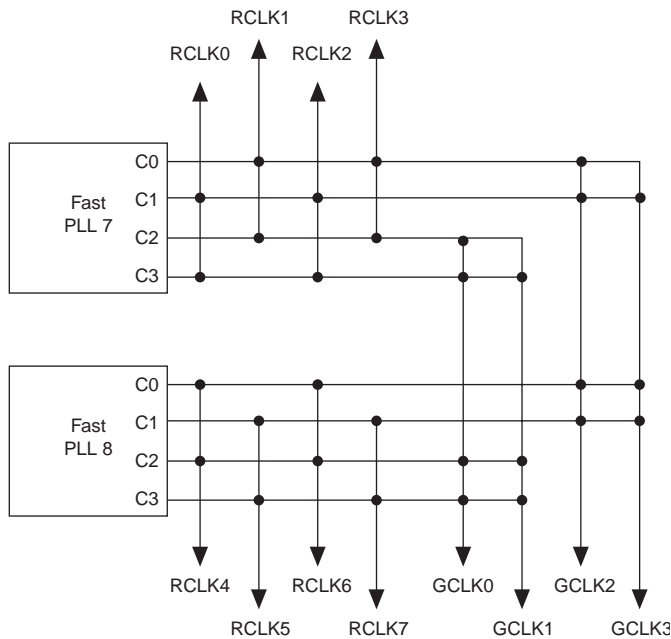 RCLK1 RCLK3
RCLK0 RCLK2
C0
C1
Fast
PLL 7
C2
C3
C0
C1
Fast
PLL 8
C2
C3
RCLK4 RCLK6 GCLK0 GCLK2
RCLK5 RCLK7 GCLK1 GCLK3